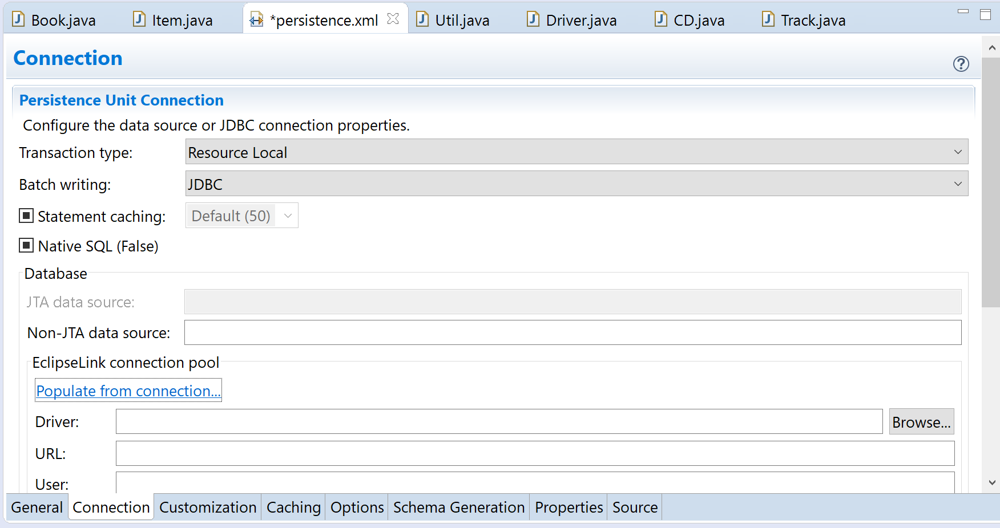 Book.java Item.java *persistence.xml Util.java Driver.java CD.java Track.java
Connection
Persistence Unit Connection
Configure the data source or JDBC connection properties.
Transaction type: Resource Local
Batch writing: JDBC
Statement caching: Default (50)
Native SQL (False)
Database
JTA data source:
Non-JTA data source:
EclipseLink connection pool
Populate from connection...
Driver: Browse...
URL:
User:
General Connection Customization Caching Options Schema Generation Properties Source